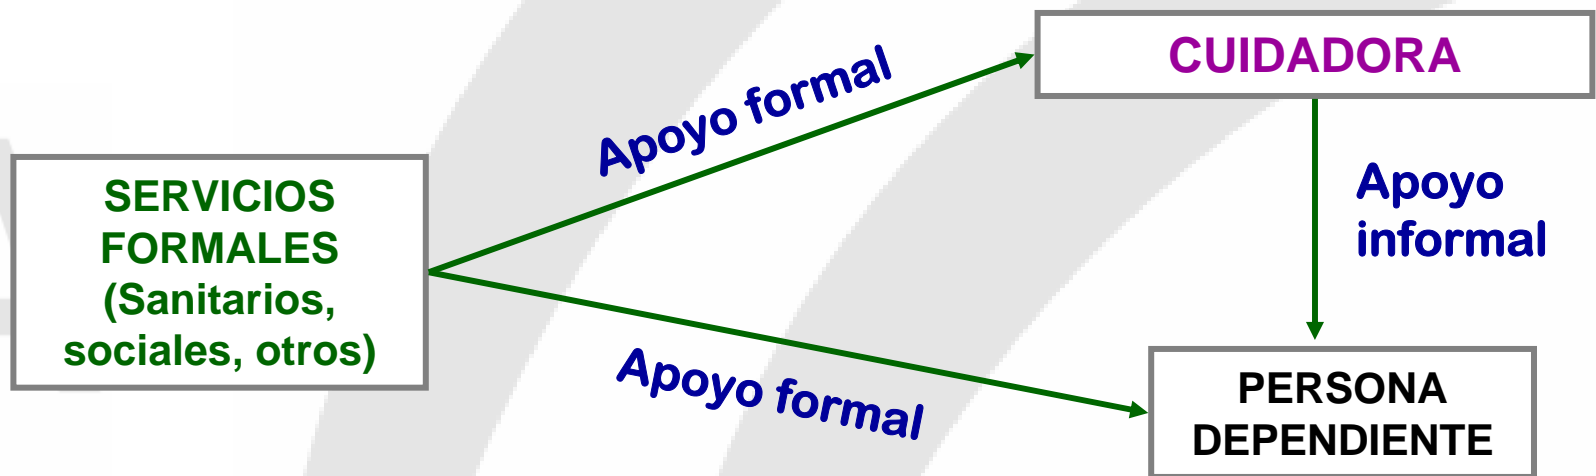 CUIDADORA
Apoyo formal
SERVICIOS
FORMALES
(Sanitarios,
sociales, otros)
Apoyo
informal
Apoyo formal
PERSONA
DEPENDIENTE